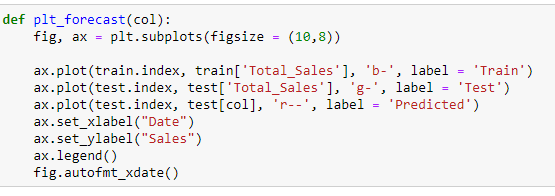 def plt_forecast(col):
    fig, ax = plt.subplots(figsize = (10,8))

    ax.plot(train.index, train['Total_Sales'], 'b-', label = 'Train')
    ax.plot(test.index, test['Total_Sales'], 'g-', label = 'Test')
    ax.plot(test.index, test[col], 'r--', label = 'Predicted')
    ax.set_xlabel("Date")
    ax.set_ylabel("Sales")
    ax.legend()
    fig.autofmt_xdate()